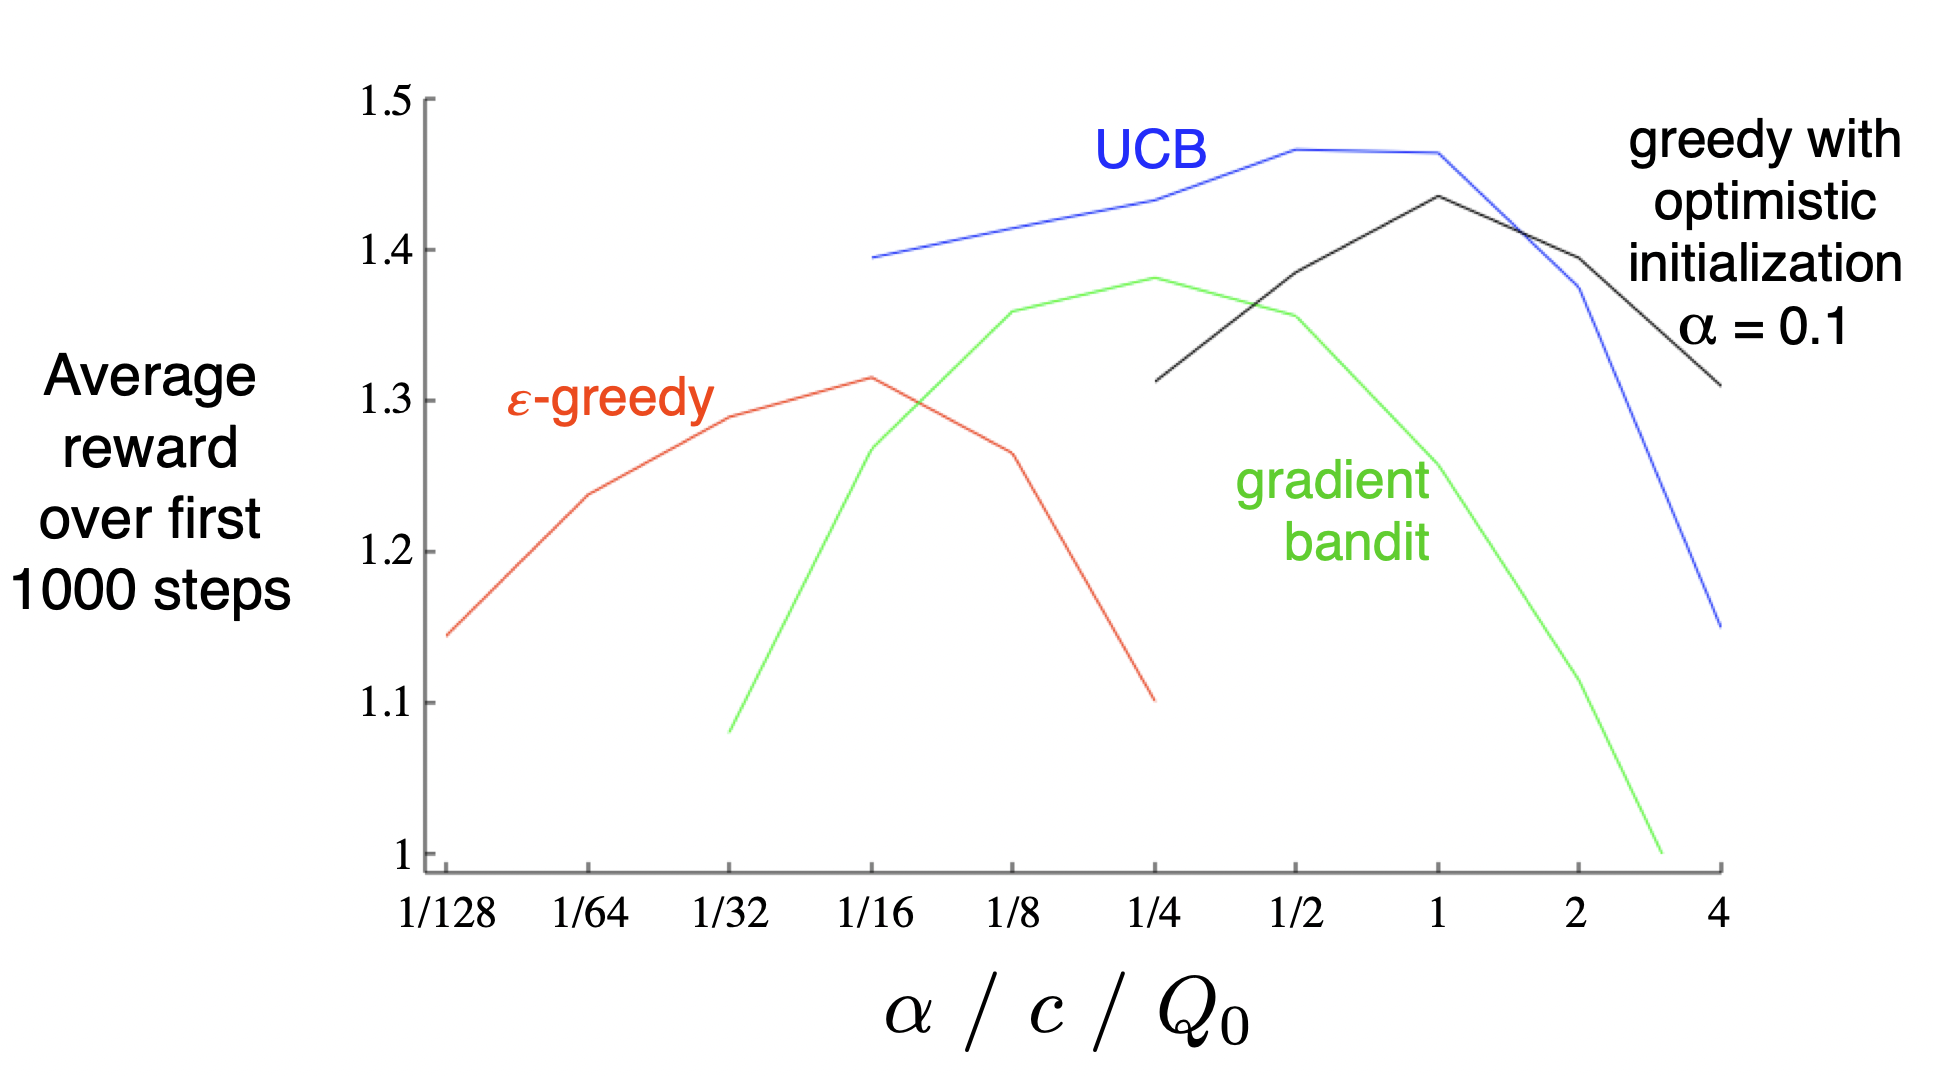 Average
reward
over first
1000 steps
1.5
1.4
1.3
1.2
1.1
1
UCB
ε-greedy
gradient
bandit
greedy with
optimistic
initialization
α = 0.1
1/128 1/64 1/32 1/16 1/8 1/4 1/2 1 2 4
α / c / Q₀